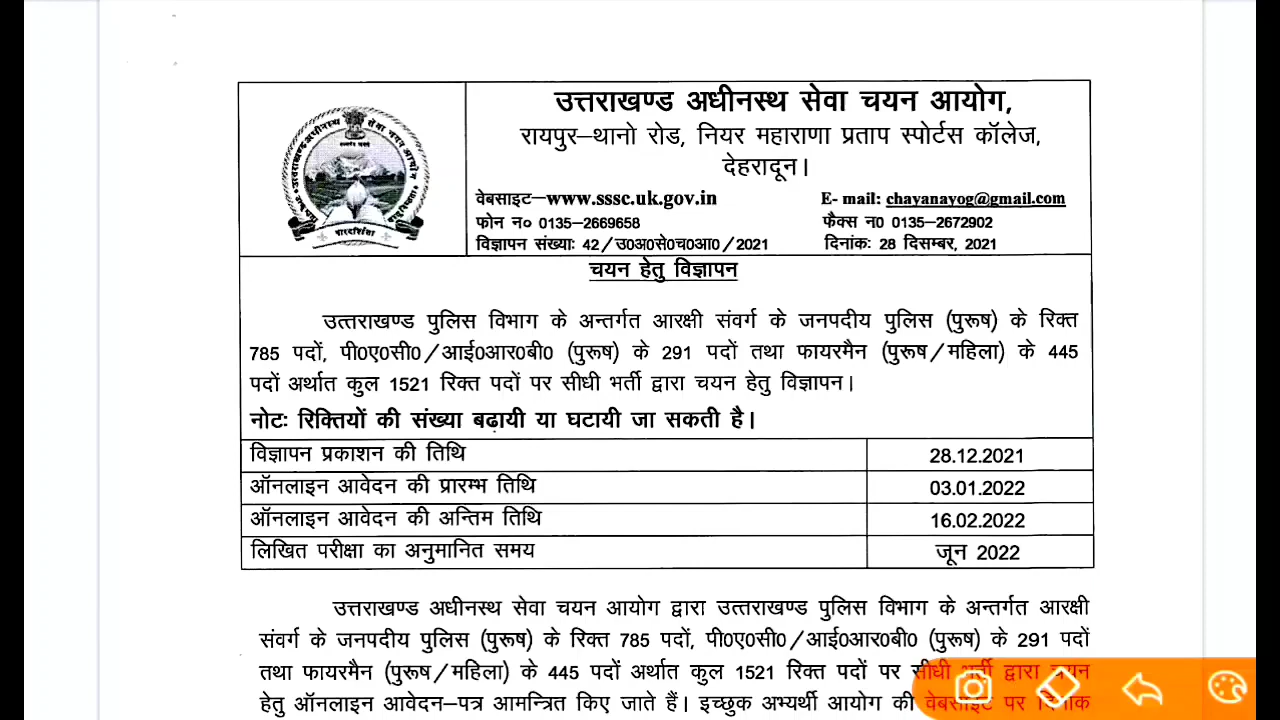 उत्तराखण्ड अधीनस्थ सेवा चयन आयोग,
रायपुर–थानो रोड, नियर महाराणा प्रताप स्पोर्टस कॉलेज,
देहरादून।
वेबसाइट–www.sssc.uk.gov.in E- mail: chayanayog@gmail.com
फोन न० 0135–2669658 फैक्स न0 0135–2672902
विज्ञापन संख्याः 42/उ0अ0से0च0आ0/2021 दिनांकः 28 दिसम्बर, 2021
पारदर्शिता
चयन हेतु विज्ञापन
उत्तराखण्ड पुलिस विभाग के अन्तर्गत आरक्षी संवर्ग के जनपदीय पुलिस (पुरूष) के रिक्त
785 पदों, पी0ए0सी0/आई0आर0बी0 (पुरूष) के 291 पदों तथा फायरमैन (पुरूष/महिला) के 445
पदों अर्थात कुल 1521 रिक्त पदों पर सीधी भर्ती द्वारा चयन हेतु विज्ञापन।
नोटः रिक्तियों की संख्या बढ़ायी या घटायी जा सकती है।
विज्ञापन प्रकाशन की तिथि 28.12.2021
ऑनलाइन आवेदन की प्रारम्भ तिथि 03.01.2022
ऑनलाइन आवेदन की अन्तिम तिथि 16.02.2022
लिखित परीक्षा का अनुमानित समय जून 2022
उत्तराखण्ड अधीनस्थ सेवा चयन आयोग द्वारा उत्तराखण्ड पुलिस विभाग के अन्तर्गत आरक्षी
संवर्ग के जनपदीय पुलिस (पुरूष) के रिक्त 785 पदों, पी0ए0सी0/आई0आर0बी0 (पुरूष) के 291 पदों
तथा फायरमैन (पुरूष/महिला) के 445 पदों अर्थात कुल 1521 रिक्त पदों पर सीधी भर्ती द्वारा चयन
हेतु ऑनलाइन आवेदन–पत्र आमन्त्रित किए जाते हैं। इच्छुक अभ्यर्थी आयोग की वेबसाइट पर दिनांक